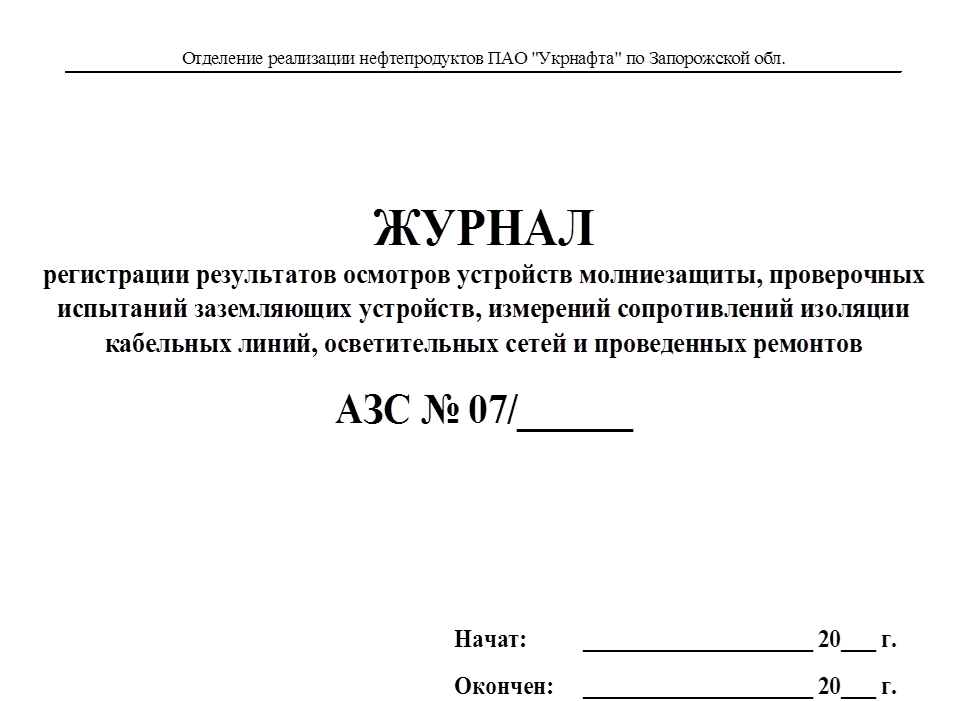 Отделение реализации нефтепродуктов ПАО "Укрнафта" по Запорожской обл.
ЖУРНАЛ
регистрации результатов осмотров устройств молниезащиты, проверочных
испытаний заземляющих устройств, измерений сопротивлений изоляции
кабельных линий, осветительных сетей и проведенных ремонтов
АЗС № 07/______
Начат: ____________________ 20___ г.
Окончен: ____________________ 20___ г.